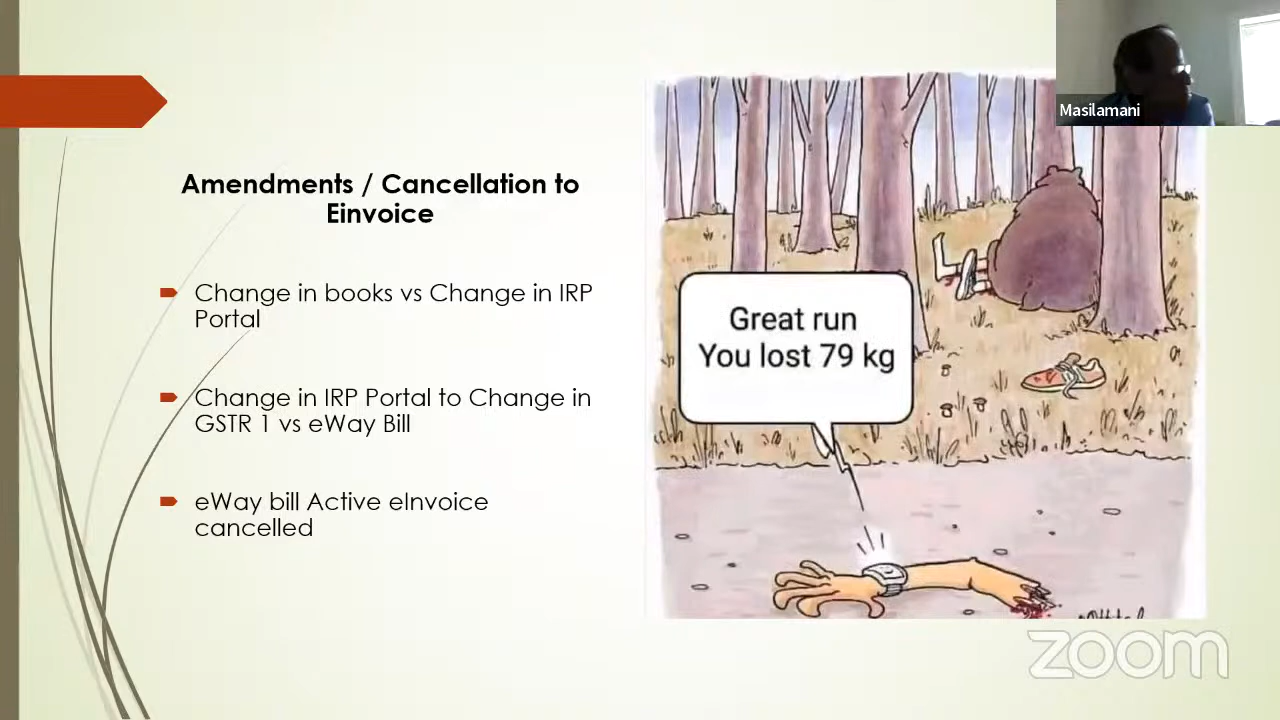 Masilamani
Amendments / Cancellation to
Einvoice
Change in books vs Change in IRP
Portal
Change in IRP Portal to Change in
GSTR 1 vs eWay Bill
eWay bill Active eInvoice
cancelled
Great run
You lost 79 kg
zoom